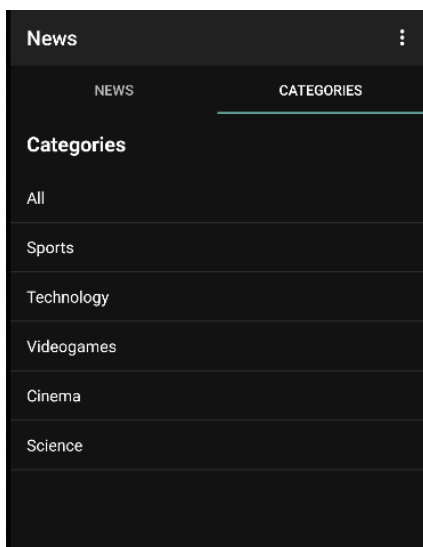 News
NEWS CATEGORIES
Categories
All
Sports
Technology
Videogames
Cinema
Science